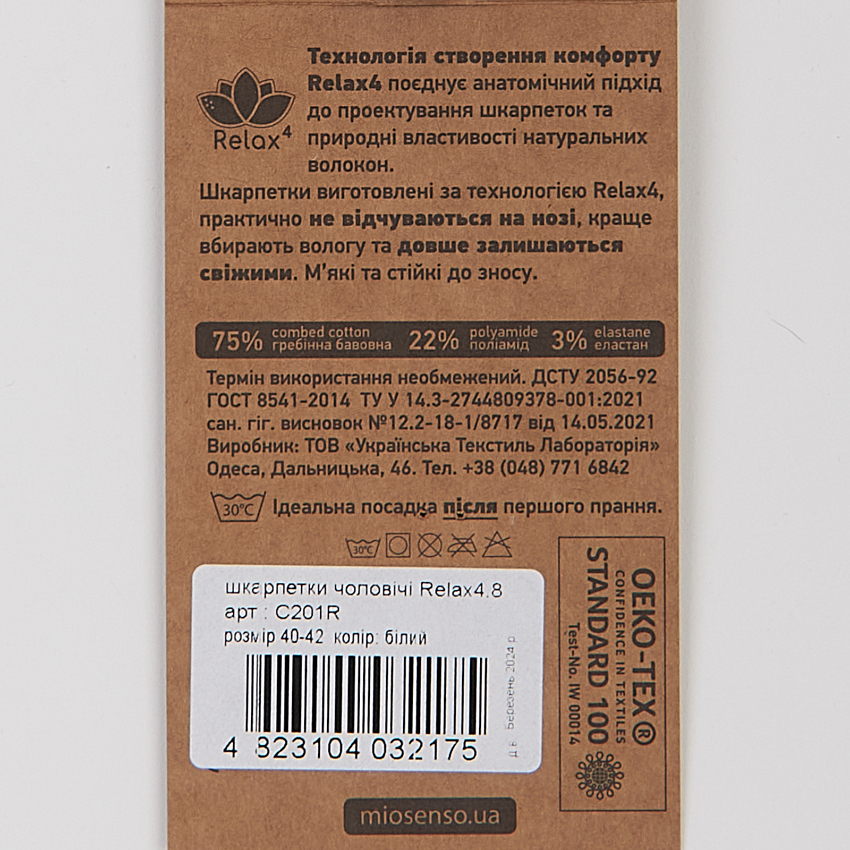 Технологія створення комфорту
Relax4 поєднує анатомічний підхід
до проектування шкарпеток та
природні властивості натуральних
волокон.
Relax4
Шкарпетки виготовлені за технологією Relax4,
практично не відчуваються на нозі, краще
вбирають вологу та довше залишаються
свіжими. М'які та стійкі до зносу.
75% combed cotton 22% polyamide 3% elastane
гребінна бавовна поліамід еластан
Термін використання необмежений. ДСТУ 2056-92
ГОСТ 8541-2014 ТУ У 14.3-2744809378-001:2021
сан. гіг. висновок №12.2-18-1/8717 від 14.05.2021
Виробник: ТОВ «Українська Текстиль Лабораторія»
Одеса, Дальницька, 46. Тел. +38 (048) 771 6842
30°C Ідеальна посадка після першого прання.
30°C
шкарпетки чоловічі Relax4.8
арт : C201R
розмір 40-42 колір: білий
4 823104 032175
д.в. березень 2024 р
OEKO-TEX®
CONFIDENCE IN TEXTILES
STANDARD 100
Test-No. IW 00014
miosenso.ua